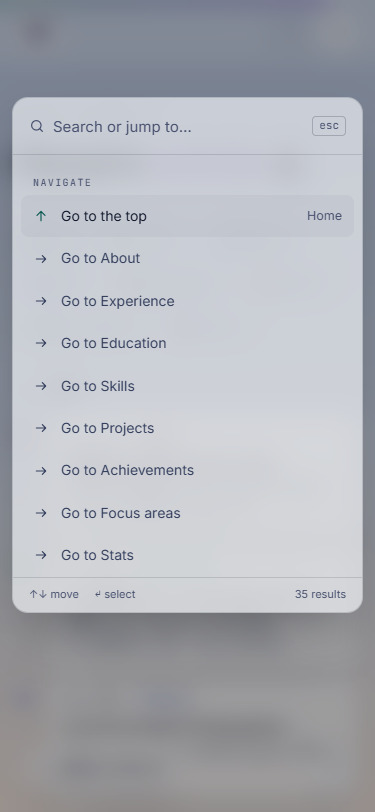 Search or jump to...
esc
NAVIGATE
↑ Go to the top Home
→ Go to About
→ Go to Experience
→ Go to Education
→ Go to Skills
→ Go to Projects
→ Go to Achievements
→ Go to Focus areas
→ Go to Stats
↑↓ move ↵ select 35 results